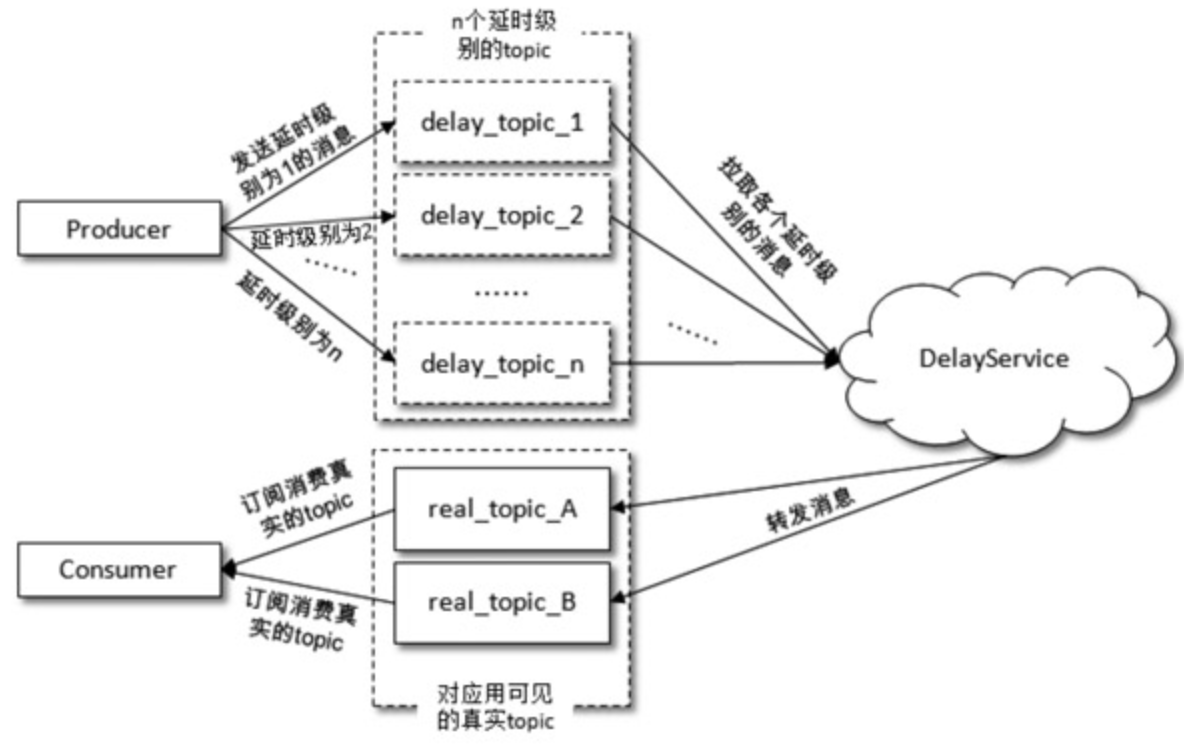 n个延时级
别的topic
delay_topic_1
发送延时级
别为1的消息
拉取各个延时级
别的消息
Producer
延时级别为2
......
delay_topic_2
延时级别为n
......
......
delay_topic_n
DelayService
订阅消费真
实的topic
real_topic_A
转发消息
Consumer
real_topic_B
订阅消费真
实的topic
对应用可见
的真实topic